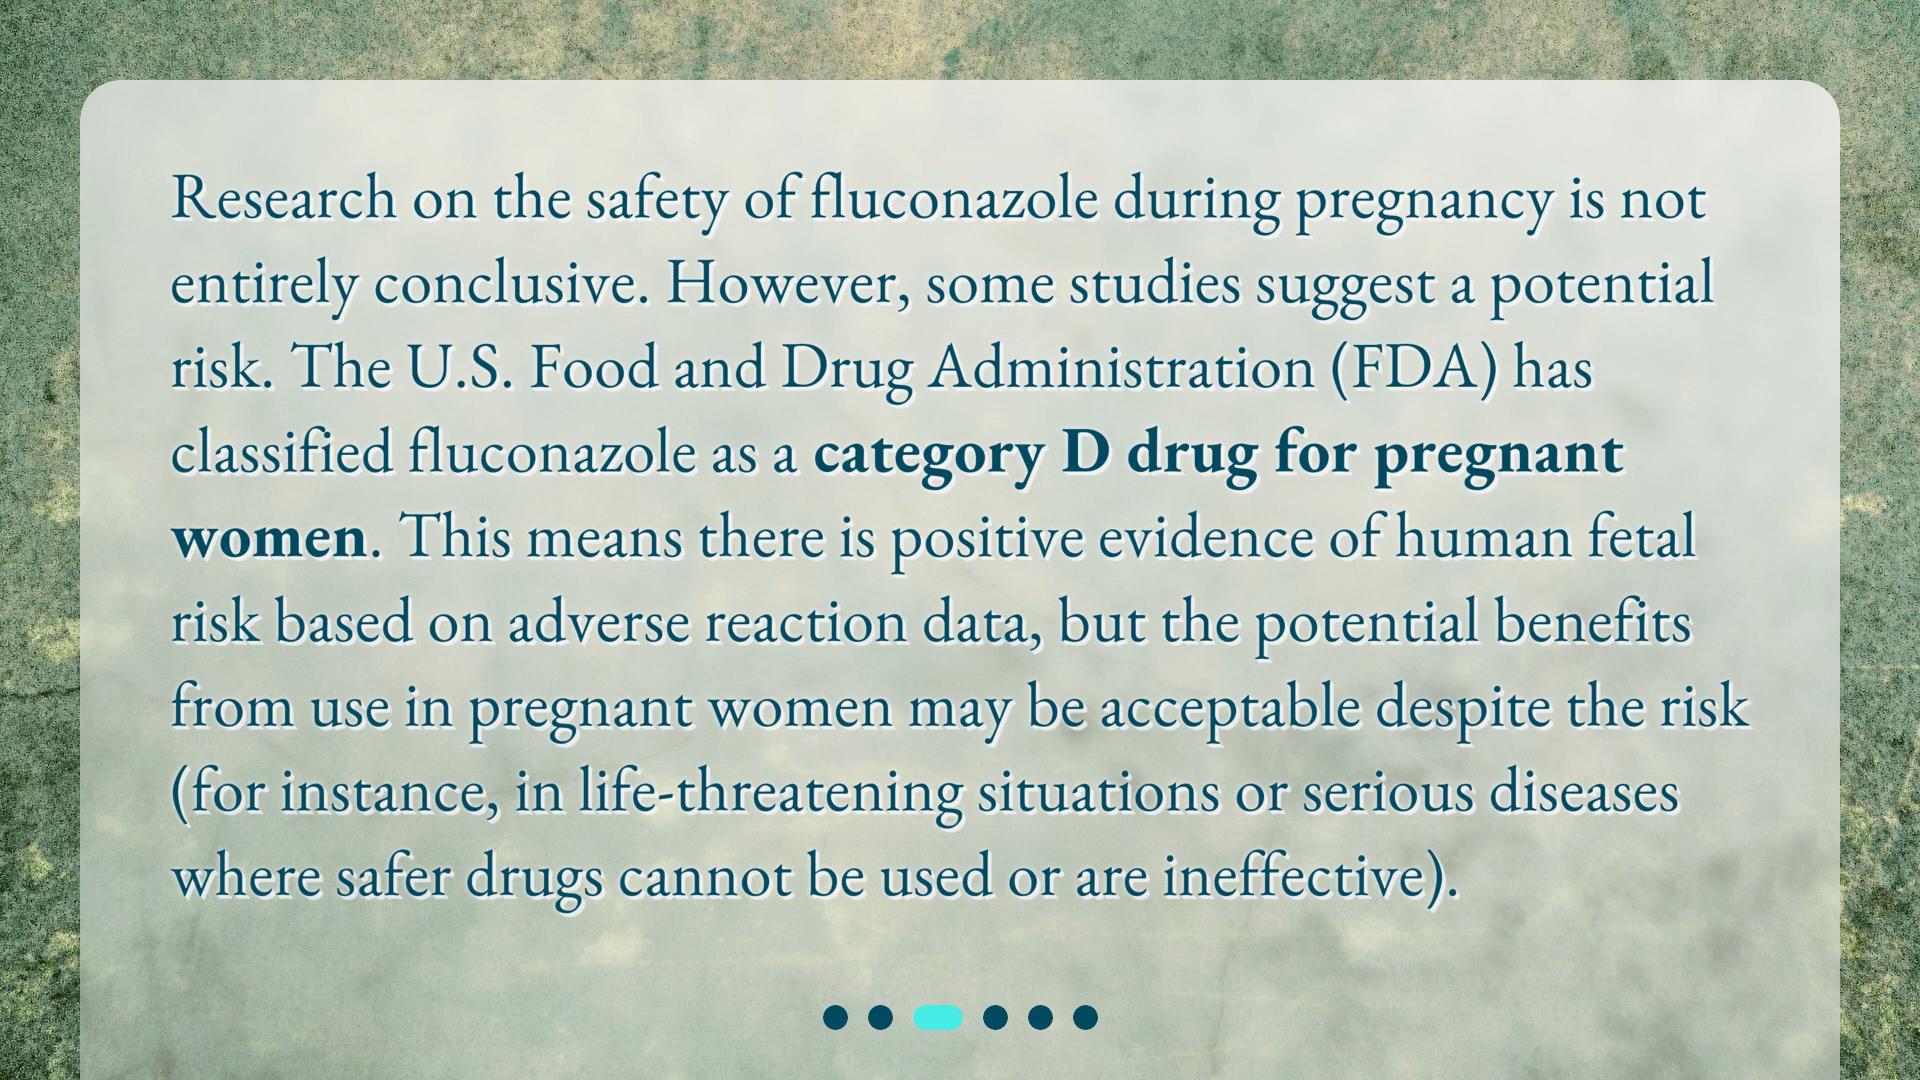 Research on the safety of fluconazole during pregnancy is not
entirely conclusive. However, some studies suggest a potential
risk. The U.S. Food and Drug Administration (FDA) has
classified fluconazole as a category D drug for pregnant
women. This means there is positive evidence of human fetal
risk based on adverse reaction data, but the potential benefits
from use in pregnant women may be acceptable despite the risk
(for instance, in life-threatening situations or serious diseases
where safer drugs cannot be used or are ineffective).